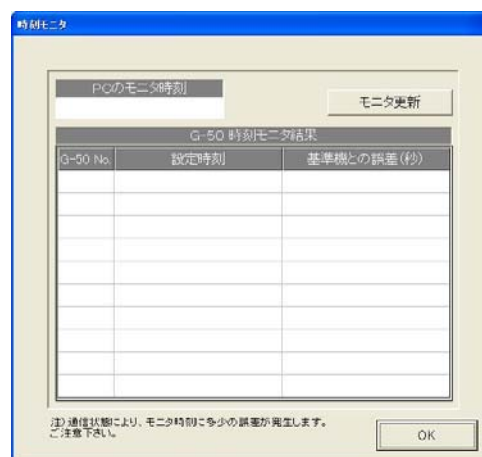 時刻モニタ
PCのモニタ時刻
モニタ更新
G-50 時刻モニタ結果
G-50 No. 設定時刻 基準機との誤差(秒)
注)通信状態により、モニタ時刻に多少の誤差が発生します。
ご注意下さい。
OK